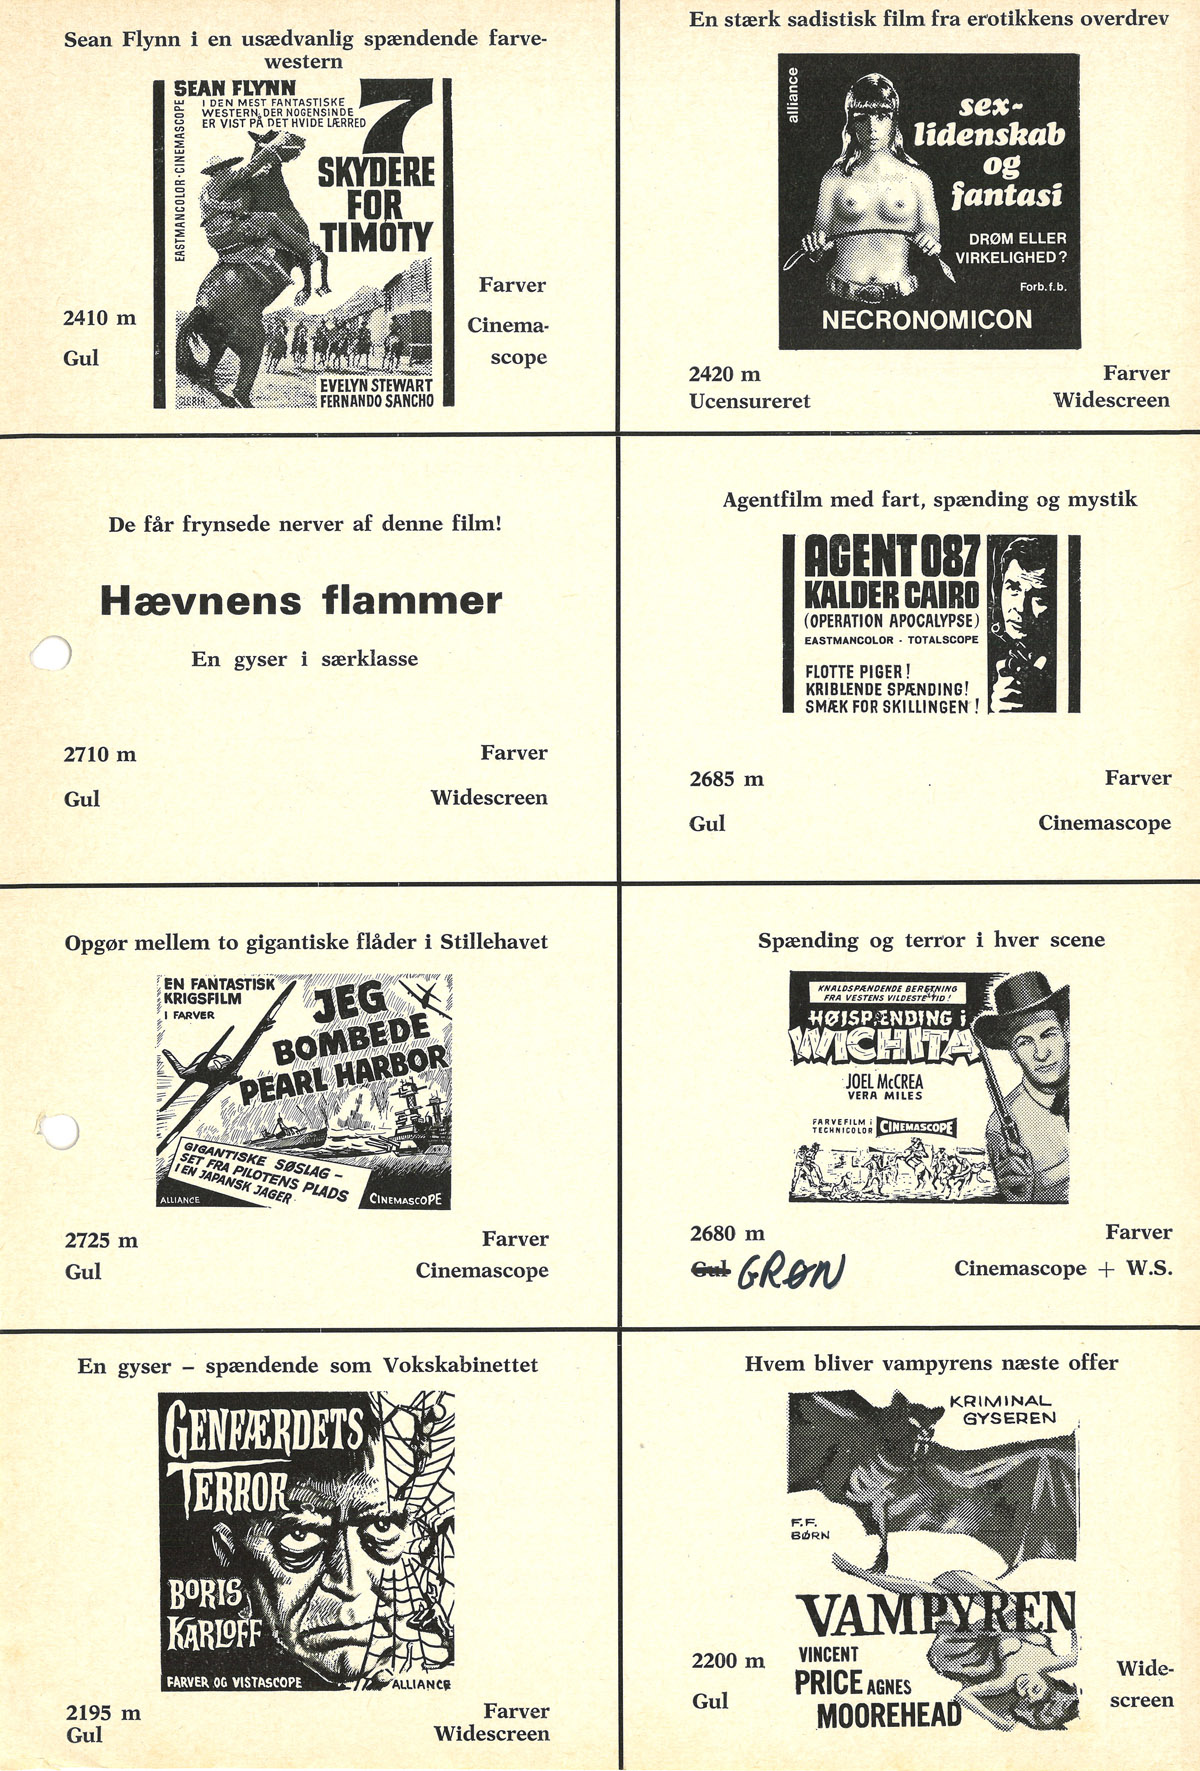 Sean Flynn i en usædvanlig spændende farve-
western
SEAN FLYNN
I DEN MEST FANTASTISKE
WESTERN, DER NOGENSINDE
ER VIST PÅ DET HVIDE LÆRRED
EASTMANCOLOR·CINEMASCOPE
7
SKYDERE
FOR
TIMOTY
EVELYN STEWART
FERNANDO SANCHO
GLORIA
2410 m
Gul
Farver
Cinema-
scope
En stærk sadistisk film fra erotikkens overdrev
alliance
sex-
lidenskab
og
fantasi
DRØM ELLER
VIRKELIGHED?
Forb.f.b.
NECRONOMICON
2420 m
Ucensureret
Farver
Widescreen
De får frynsede nerver af denne film!
Hævnens flammer
En gyser i særklasse
2710 m
Gul
Farver
Widescreen
Agentfilm med fart, spænding og mystik
AGENT 087
KALDER CAIRO
(OPERATION APOCALYPSE)
EASTMANCOLOR - TOTALSCOPE
FLOTTE PIGER!
KRIBLENDE SPÆNDING!
SMÆK FOR SKILLINGEN!
2685 m
Gul
Farver
Cinemascope
Opgør mellem to gigantiske flåder i Stillehavet
EN FANTASTISK
KRIGSFILM
I FARVER
JEG
BOMBEDE
PEARL HARBOR
GIGANTISKE SØSLAG –
SET FRA PILOTENS PLADS
I EN JAPANSK JAGER
ALLIANCE
CINEMASCOPE
2725 m
Gul
Farver
Cinemascope
Spænding og terror i hver scene
KNALDSPÆNDENDE BERETNING
FRA VESTENS VILDESTE TID!
HØJSPÆNDING i
WICHITA
JOEL McCREA
VERA MILES
FARVEFILM i
TECHNICOLOR
CINEMASCOPE
2680 m
Gul GRØN
Farver
Cinemascope + W.S.
En gyser – spændende som Vokskabinettet
GENFÆRDETS
TERROR
BORIS
KARLOFF
FARVER OG VISTASCOPE
ALLIANCE
2195 m
Gul
Farver
Widescreen
Hvem bliver vampyrens næste offer
KRIMINAL
GYSEREN
F.F.
BØRN
VAMPYREN
VINCENT
PRICE AGNES
MOOREHEAD
2200 m
Gul
Wide-
screen